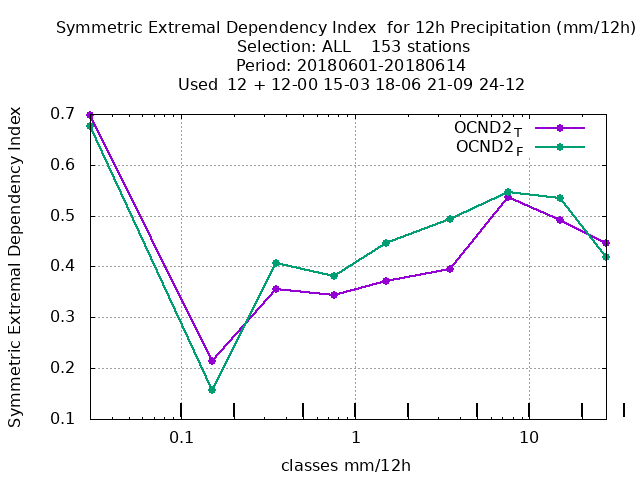 Symmetric Extremal Dependency Index  for 12h Precipitation (mm/12h)
Selection: ALL    153 stations
Period: 20180601-20180614
Used  12 + 12-00 15-03 18-06 21-09 24-12
Symmetric Extremal Dependency Index
0.7
0.6
0.5
0.4
0.3
0.2
0.1
OCND2T
OCND2F
0.1 1 10
classes mm/12h